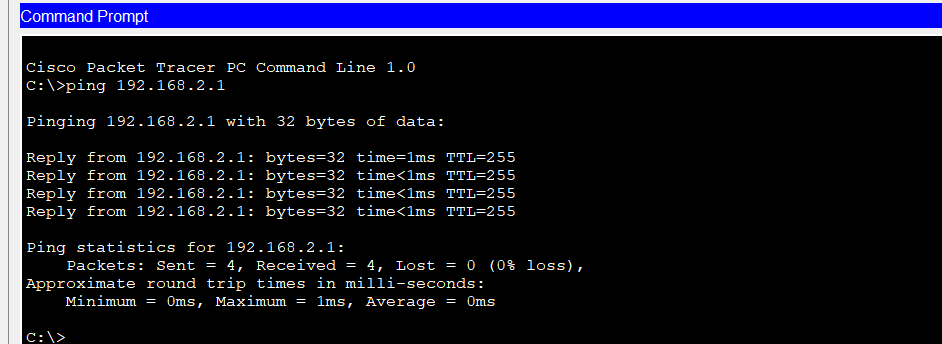 Command Prompt
Cisco Packet Tracer PC Command Line 1.0
C:\>ping 192.168.2.1
Pinging 192.168.2.1 with 32 bytes of data:
Reply from 192.168.2.1: bytes=32 time=1ms TTL=255
Reply from 192.168.2.1: bytes=32 time<1ms TTL=255
Reply from 192.168.2.1: bytes=32 time<1ms TTL=255
Reply from 192.168.2.1: bytes=32 time<1ms TTL=255
Ping statistics for 192.168.2.1:
Packets: Sent = 4, Received = 4, Lost = 0 (0% loss),
Approximate round trip times in milli-seconds:
Minimum = 0ms, Maximum = 1ms, Average = 0ms
C:\>